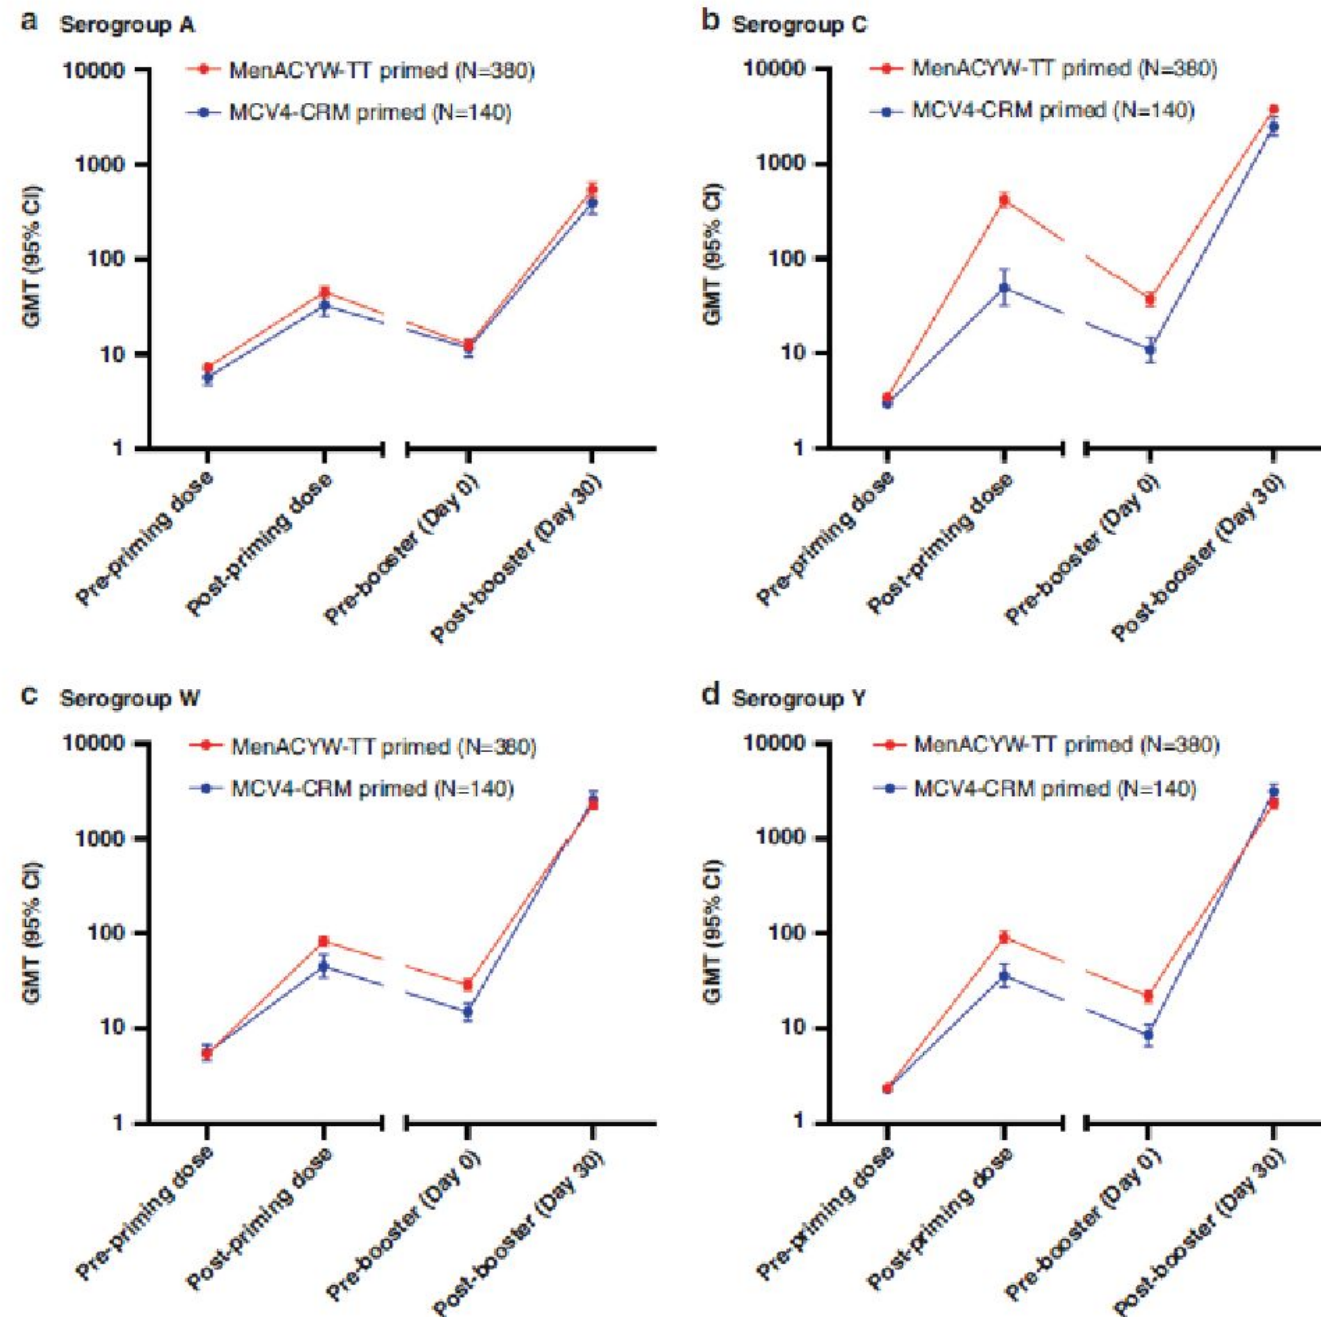 a Serogroup A
MenACYW-TT primed (N=380)
MCV4-CRM primed (N=140)
10000
1000
100
10
1
GMT (95% CI)
Pre-priming dose
Post-priming dose
Pre-booster (Day 0)
Post-booster (Day 30)
b Serogroup C
MenACYW-TT primed (N=380)
MCV4-CRM primed (N=140)
10000
1000
100
10
1
GMT (95% CI)
Pre-priming dose
Post-priming dose
Pre-booster (Day 0)
Post-booster (Day 30)
c Serogroup W
MenACYW-TT primed (N=380)
MCV4-CRM primed (N=140)
10000
1000
100
10
1
GMT (95% CI)
Pre-priming dose
Post-priming dose
Pre-booster (Day 0)
Post-booster (Day 30)
d Serogroup Y
MenACYW-TT primed (N=380)
MCV4-CRM primed (N=140)
10000
1000
100
10
1
GMT (95% CI)
Pre-priming dose
Post-priming dose
Pre-booster (Day 0)
Post-booster (Day 30)